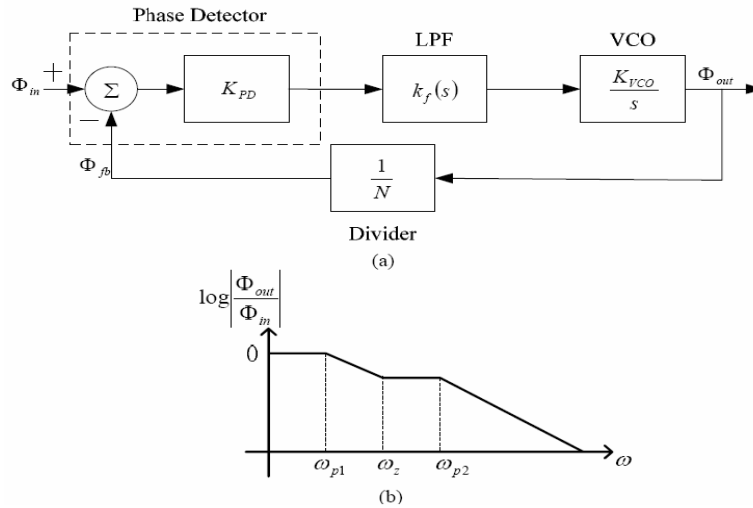 Phase Detector
LPF
VCO
Φin
+
Σ
−
KPD
kf(s)
KVCO
s
Φout
Φfb
1
N
Divider
(a)
log|Φout/Φin|
0
ωp1
ωz
ωp2
ω
(b)